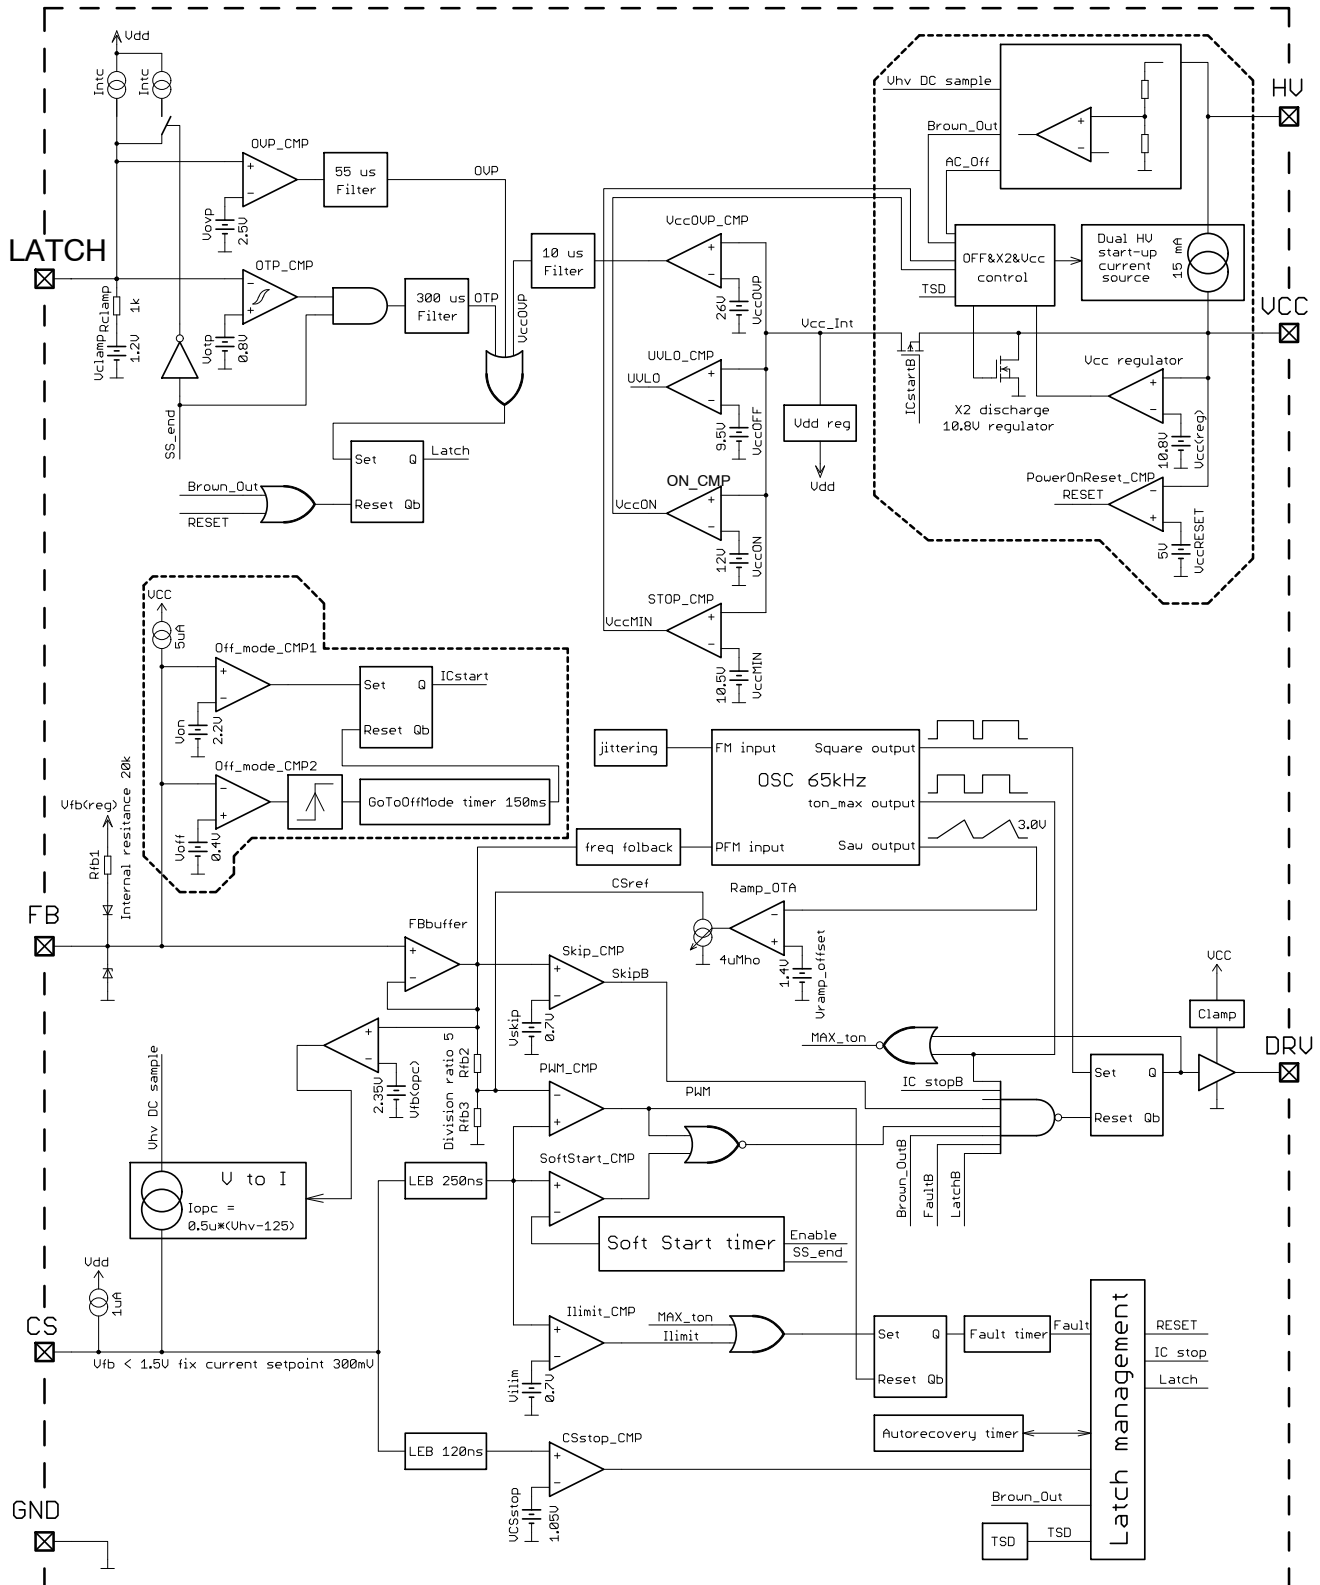 Vdd
Intc
Intc
OVP_CMP
55 us
Filter
OVP
Vovp
2.5V
LATCH
OTP_CMP
300 us
Filter
OTP
Rclamp
1k
Vclamp
1.2V
Votp
0.8V
SS_end
10 us
Filter
VccOVP
VccOVP_CMP
26V
VccOVP
UVLO_CMP
UVLO
9.5V
VccOFF
ON_CMP
VccON
12V
VccON
STOP_CMP
VccMIN
10.5V
VccMIN
Set
Q
Latch
Reset
Qb
Brown_Out
RESET
Vcc_Int
Vdd reg
Vdd
ICstartB
Vhv DC sample
Brown_Out
AC_Off
HV
OFF&X2&Vcc
control
TSD
Dual HV
start-up
current
source
15 mA
VCC
Vcc regulator
X2 discharge
10.8V regulator
10.8V
Vcc(reg)
PowerOnReset_CMP
RESET
5V
VccRESET
VCC
5uA
Off_mode_CMP1
Von
2.2V
Set
Q
ICstart
Reset
Qb
Off_mode_CMP2
GoToOffMode timer 150ms
Voff
0.4V
Vfb(reg)
Rfb1
Internal resitance 20k
FB
jittering
FM input
Square output
OSC 65kHz
ton_max output
PFM input
Saw output
3.0V
freq folback
CSref
Ramp_OTA
4uMho
1.4V
Vramp_offset
FBbuffer
Skip_CMP
SkipB
Vskip
0.7V
2.35V
Vfb(opc)
Division ratio 5
Rfb2
Rfb3
PWM_CMP
PWM
MAX_ton
IC stopB
Brown_OutB
FaultB
LatchB
Set
Q
Reset
Qb
VCC
Clamp
DRV
Vhv DC sample
V to I
Iopc =
0.5u*(Vhv-125)
LEB 250ns
SoftStart_CMP
Soft Start timer
Enable
SS_end
Vdd
1uA
CS
Vfb < 1.5V fix current setpoint 300mV
Ilimit_CMP
Vilim
0.7V
MAX_ton
Ilimit
Set
Q
Reset
Qb
Fault timer
Fault
Autorecovery timer
Latch management
RESET
IC stop
Latch
LEB 120ns
CSstop_CMP
VCSstop
1.05V
Brown_Out
TSD
TSD
GND